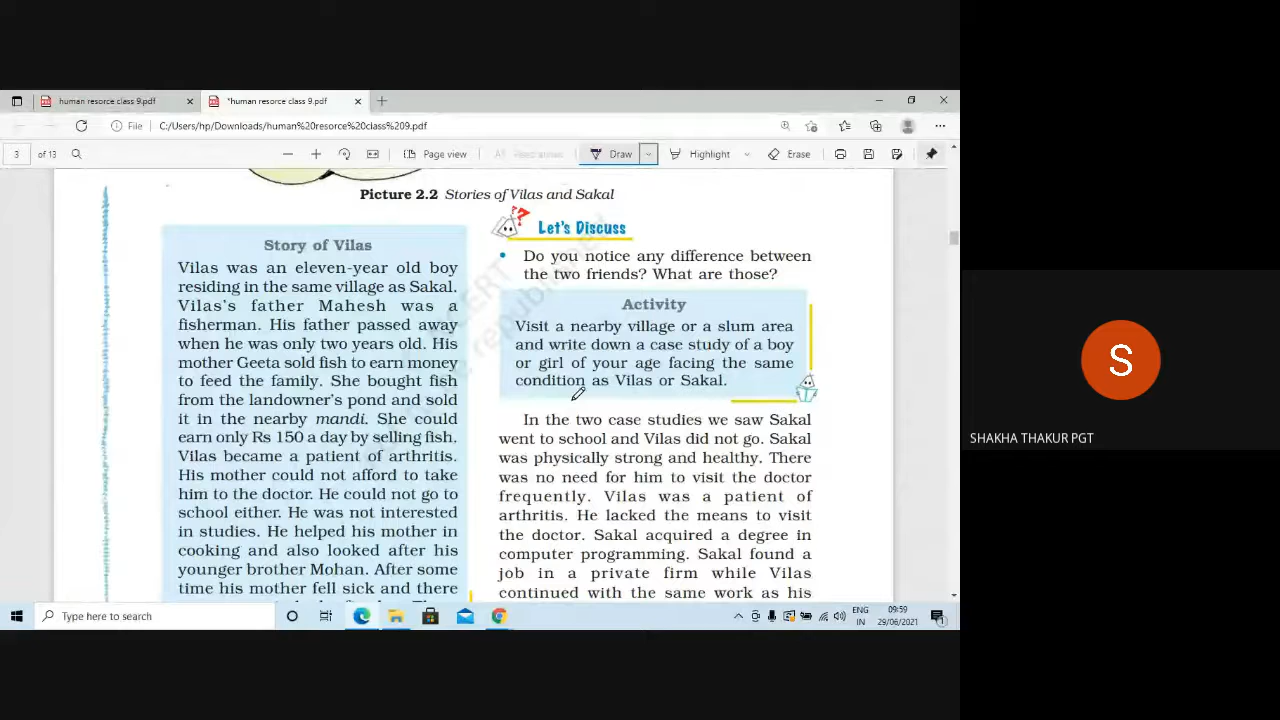 human resorce class 9.pdf
*human resorce class 9.pdf
File
C:/Users/hp/Downloads/human%20resorce%20class%209.pdf
3
of 13
Page view
Read aloud
Draw
Highlight
Erase
Picture 2.2 Stories of Vilas and Sakal
Story of Vilas
Vilas was an eleven-year old boy
residing in the same village as Sakal.
Vilas's father Mahesh was a
fisherman. His father passed away
when he was only two years old. His
mother Geeta sold fish to earn money
to feed the family. She bought fish
from the landowner's pond and sold
it in the nearby mandi. She could
earn only Rs 150 a day by selling fish.
Vilas became a patient of arthritis.
His mother could not afford to take
him to the doctor. He could not go to
school either. He was not interested
in studies. He helped his mother in
cooking and also looked after his
younger brother Mohan. After some
time his mother fell sick and there
Let's Discuss
• Do you notice any difference between
the two friends? What are those?
Activity
Visit a nearby village or a slum area
and write down a case study of a boy
or girl of your age facing the same
condition as Vilas or Sakal.
In the two case studies we saw Sakal
went to school and Vilas did not go. Sakal
was physically strong and healthy. There
was no need for him to visit the doctor
frequently. Vilas was a patient of
arthritis. He lacked the means to visit
the doctor. Sakal acquired a degree in
computer programming. Sakal found a
job in a private firm while Vilas
continued with the same work as his
S
SHAKHA THAKUR PGT
Type here to search
ENG
IN
09:59
29/06/2021